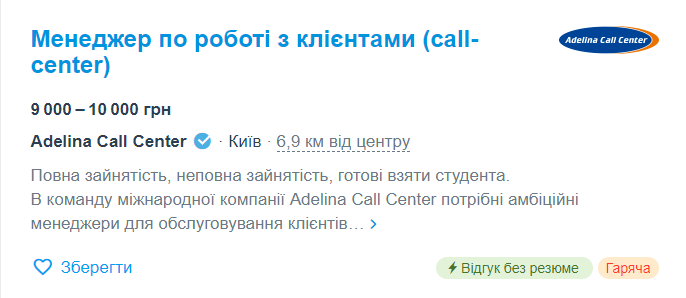 Менеджер по роботі з клієнтами (call-
center)
Adelina Call Center
9 000 – 10 000 грн
Adelina Call Center · Київ · 6,9 км від центру
Повна зайнятість, неповна зайнятість, готові взяти студента.
В команду міжнародної компанії Adelina Call Center потрібні амбіційні
менеджери для обслуговування клієнтів…
Зберегти
Відгук без резюме
Гаряча